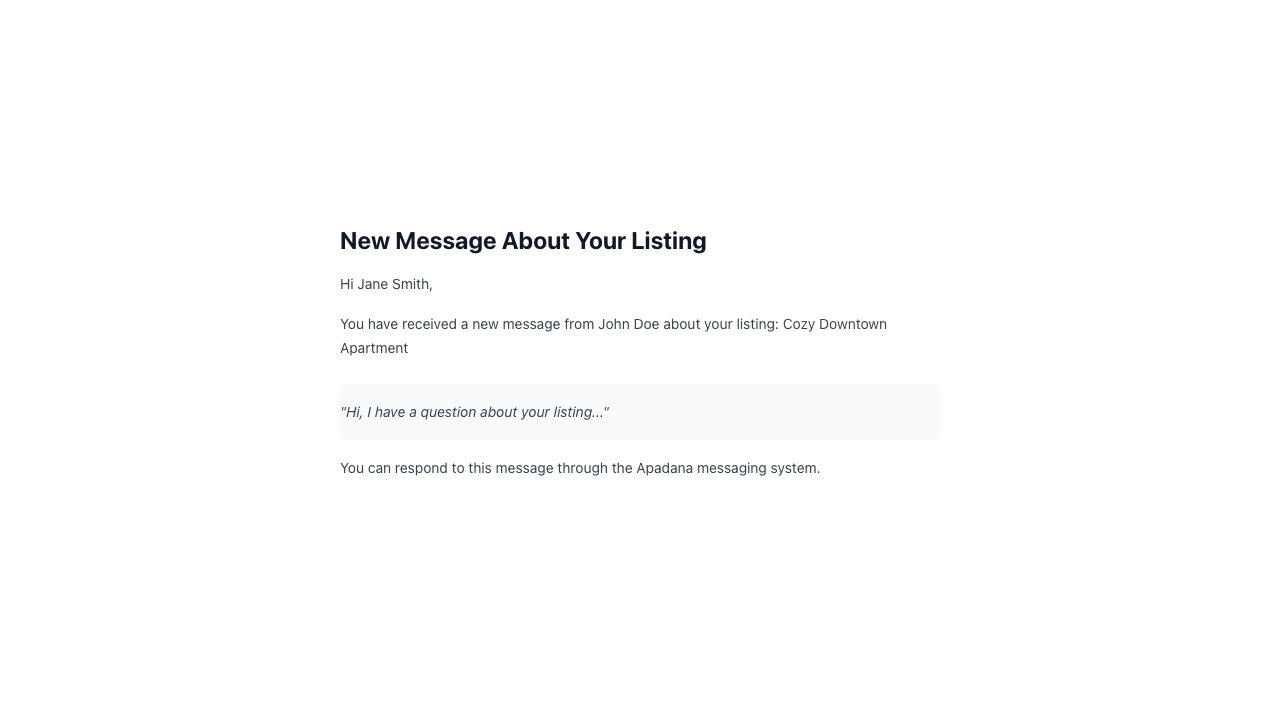 New Message About Your Listing
Hi Jane Smith,
You have received a new message from John Doe about your listing: Cozy Downtown
Apartment
"Hi, I have a question about your listing..."
You can respond to this message through the Apadana messaging system.